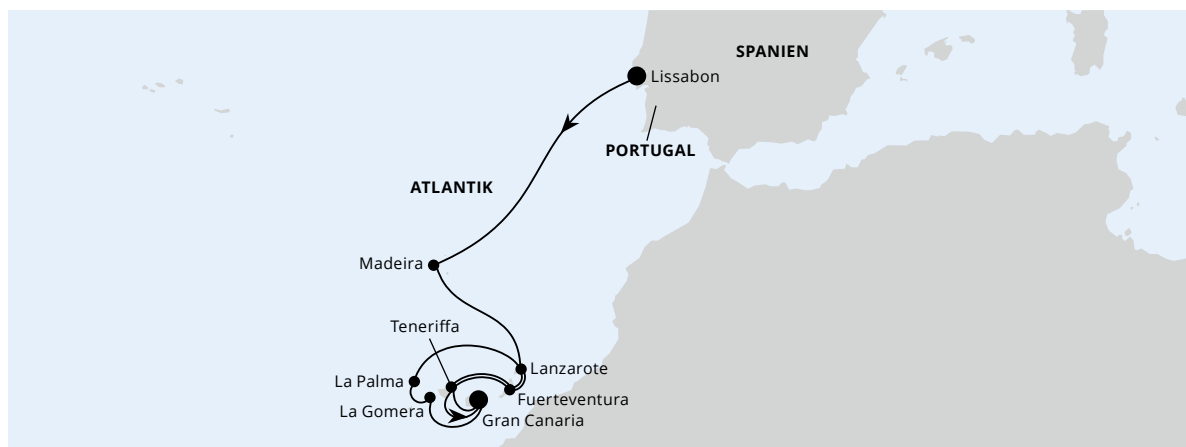 SPANIEN
Lissabon
PORTUGAL
ATLANTIK
Madeira
Teneriffa
Lanzarote
La Palma
Fuerteventura
La Gomera
Gran Canaria